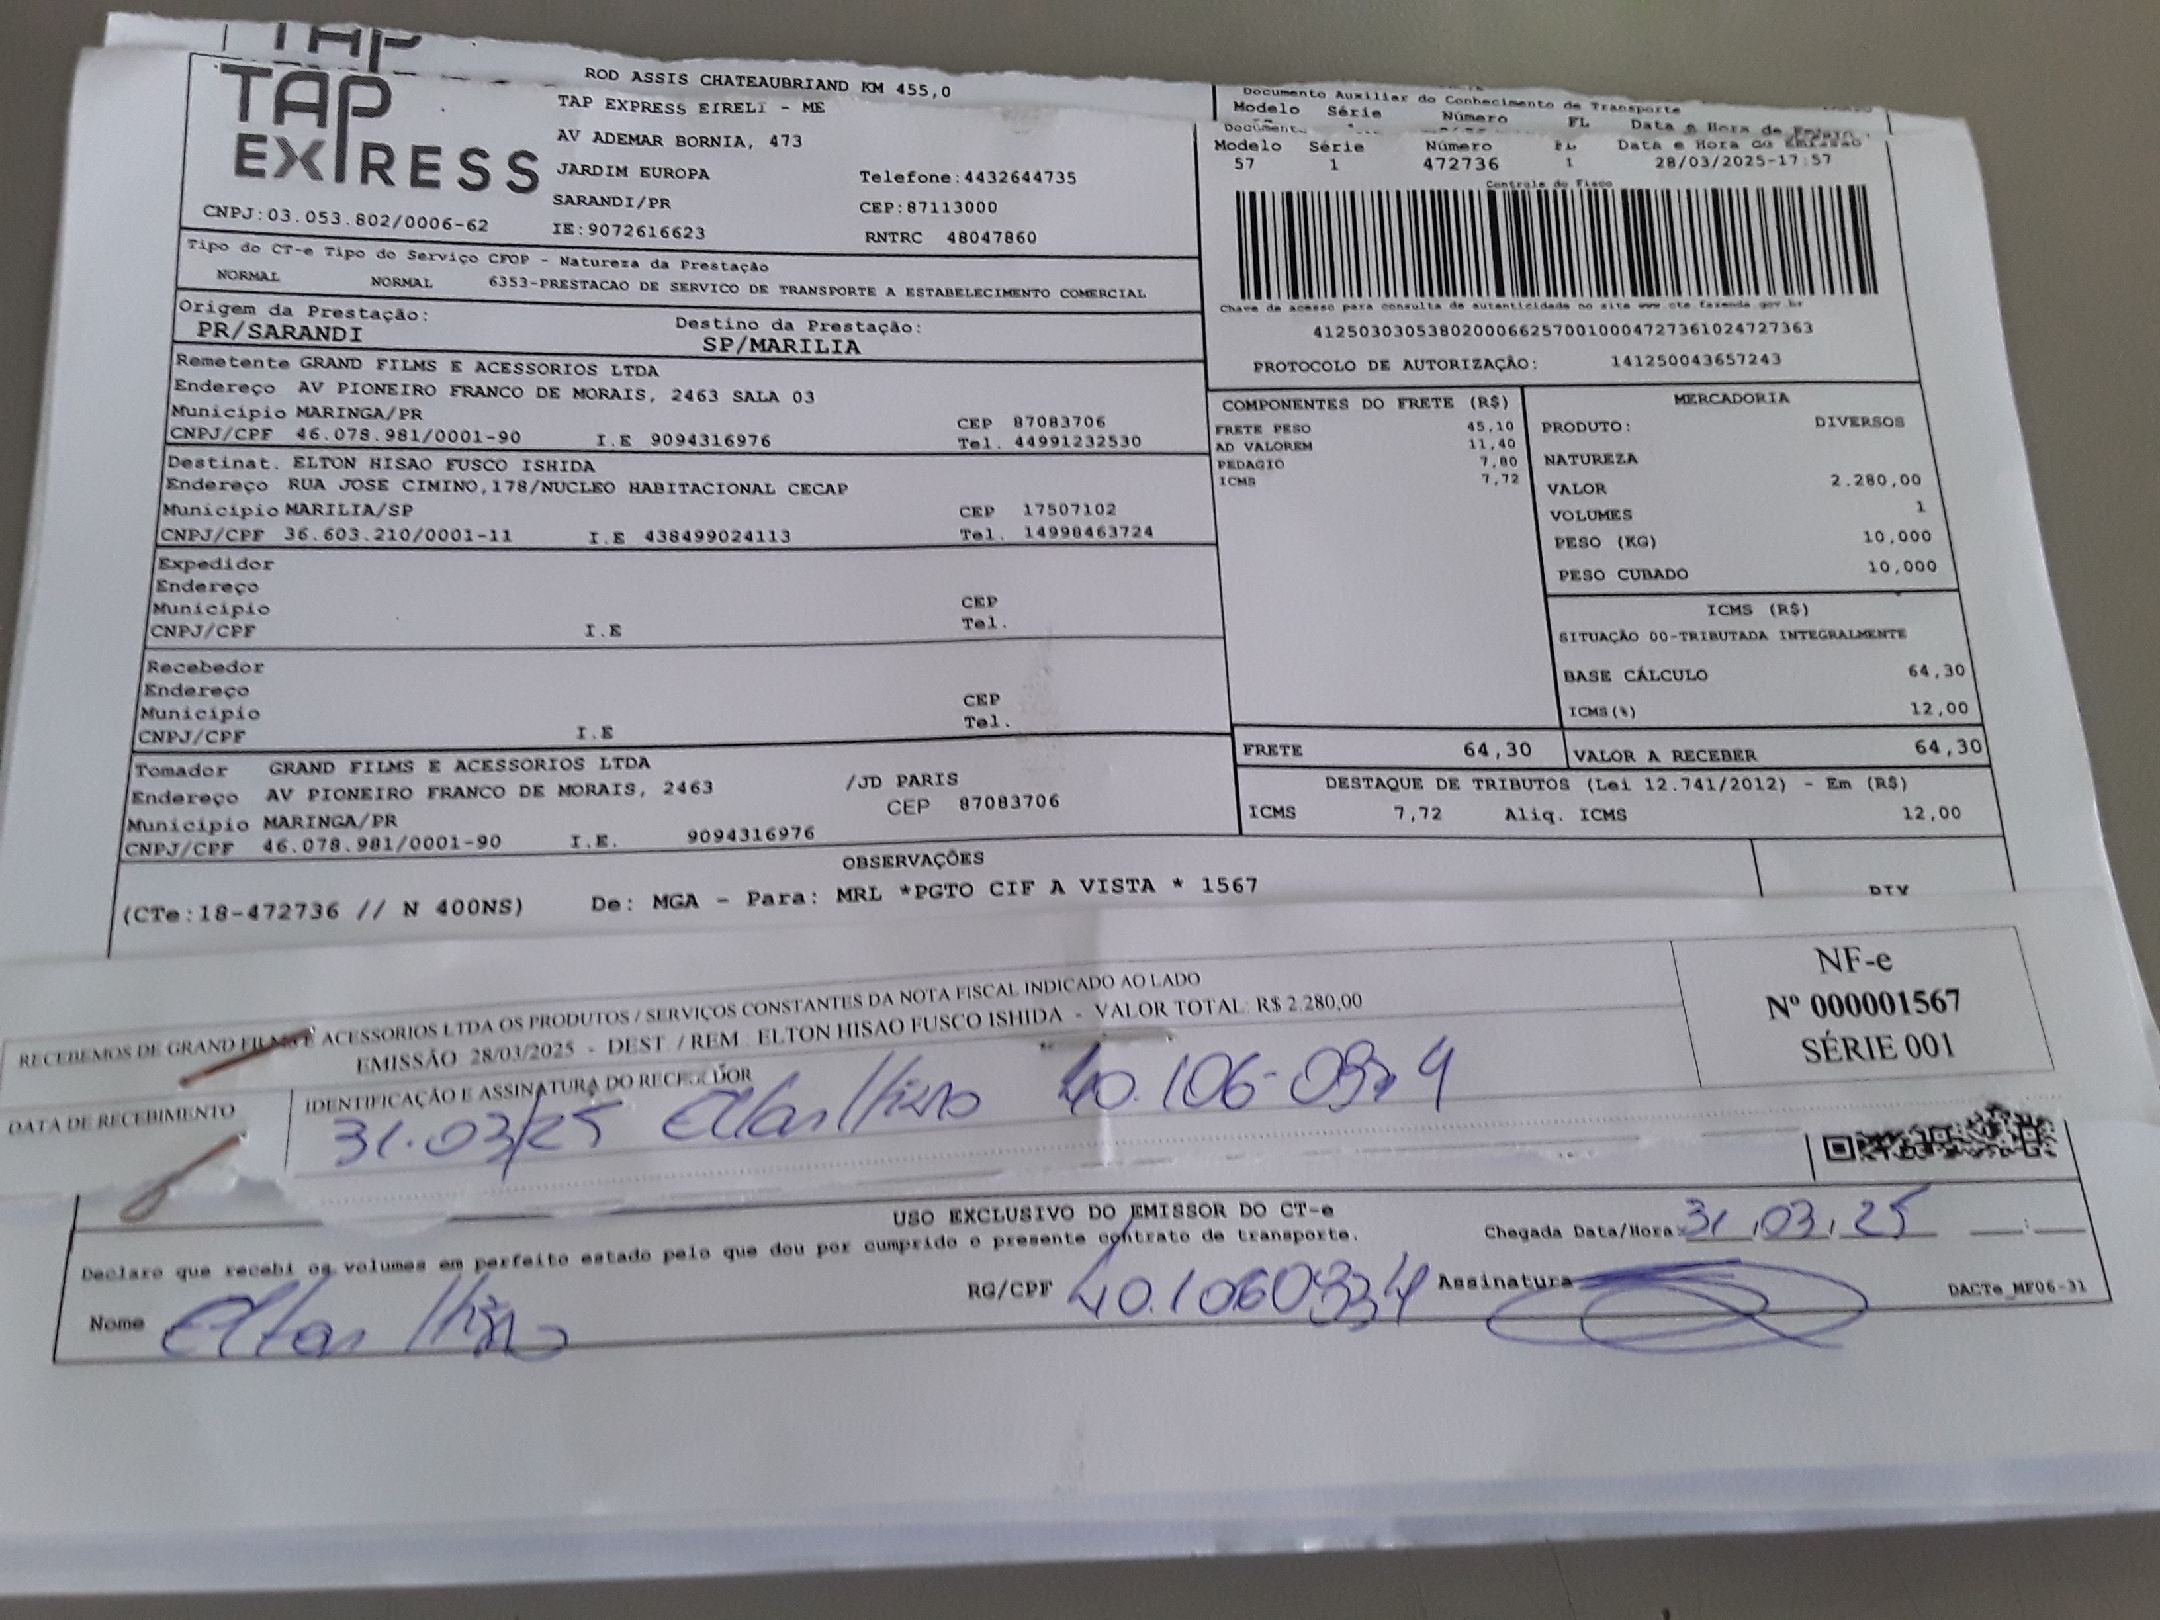 TAP
ROD ASSIS CHATEAUBRIAND KM 455,0
TAP EXPRESS
TAP EXPRESS EIRELI - ME
AV ADEMAR BORNIA, 473
JARDIM EUROPA
Telefone:4432644735
SARANDI/PR
CEP:87113000
CNPJ:03.053.802/0006-62
IE:9072616623
RNTRC 48047860
Documento Auxiliar do Conhecimento de Transporte
Modelo Série Número FL Data e Hora de Emissão
Modelo Série Número FL Data e Hora de Emissão
57 1 472736 1 28/03/2025-17:57
Controle do Fisco
Chave de acesso para consulta de autenticidade no site www.cte.fazenda.gov.br
41250303053802000662570010004727361024727363
PROTOCOLO DE AUTORIZAÇÃO: 141250043657243
Tipo do CT-e Tipo do Serviço CFOP - Natureza da Prestação
NORMAL NORMAL 6353-PRESTACAO DE SERVICO DE TRANSPORTE A ESTABELECIMENTO COMERCIAL
Origem da Prestação: Destino da Prestação:
PR/SARANDI SP/MARILIA
Remetente GRAND FILMS E ACESSORIOS LTDA
Endereço AV PIONEIRO FRANCO DE MORAIS, 2463 SALA 03
Município MARINGA/PR CEP 87083706
CNPJ/CPF 46.078.981/0001-90 I.E 9094316976 Tel. 44991232530
Destinat. ELTON HISAO FUSCO ISHIDA
Endereço RUA JOSE CIMINO,178/NUCLEO HABITACIONAL CECAP
Município MARILIA/SP CEP 17507102
CNPJ/CPF 36.603.210/0001-11 I.E 438499024113 Tel. 14998463724
Expedidor
Endereço
Município CEP
CNPJ/CPF I.E Tel.
Recebedor
Endereço
Município CEP
CNPJ/CPF I.E Tel.
Tomador GRAND FILMS E ACESSORIOS LTDA
Endereço AV PIONEIRO FRANCO DE MORAIS, 2463 /JD PARIS
Município MARINGA/PR CEP 87083706
CNPJ/CPF 46.078.981/0001-90 I.E. 9094316976
COMPONENTES DO FRETE (R$)
FRETE PESO 45,10
AD VALOREM 11,40
PEDAGIO 7,80
ICMS 7,72
MERCADORIA
PRODUTO: DIVERSOS
NATUREZA
VALOR 2.280,00
VOLUMES 1
PESO (KG) 10,000
PESO CUBADO 10,000
ICMS (R$)
SITUAÇÃO 00-TRIBUTADA INTEGRALMENTE
BASE CÁLCULO 64,30
ICMS(%) 12,00
FRETE 64,30 VALOR A RECEBER 64,30
DESTAQUE DE TRIBUTOS (Lei 12.741/2012) - Em (R$)
ICMS 7,72 Aliq. ICMS 12,00
OBSERVAÇÕES
(CTe:18-472736 // N 400NS) De: MGA - Para: MRL *PGTO CIF A VISTA * 1567
RECEBEMOS DE GRAND FILMS E ACESSORIOS LTDA OS PRODUTOS / SERVIÇOS CONSTANTES DA NOTA FISCAL INDICADO AO LADO
EMISSÃO 28/03/2025 - DEST. / REM. ELTON HISAO FUSCO ISHIDA - VALOR TOTAL: R$ 2.280,00
NF-e
Nº 000001567
SÉRIE 001
DATA DE RECEBIMENTO
IDENTIFICAÇÃO E ASSINATURA DO RECEBEDOR
31.03/25
USO EXCLUSIVO DO EMISSOR DO CT-e
Declaro que recebi os volumes em perfeito estado pelo que dou por cumprido o presente contrato de transporte.
Chegada Data/Hora: 31,03,25
Nome
RG/CPF
Assinatura
DACTe_MF06-31